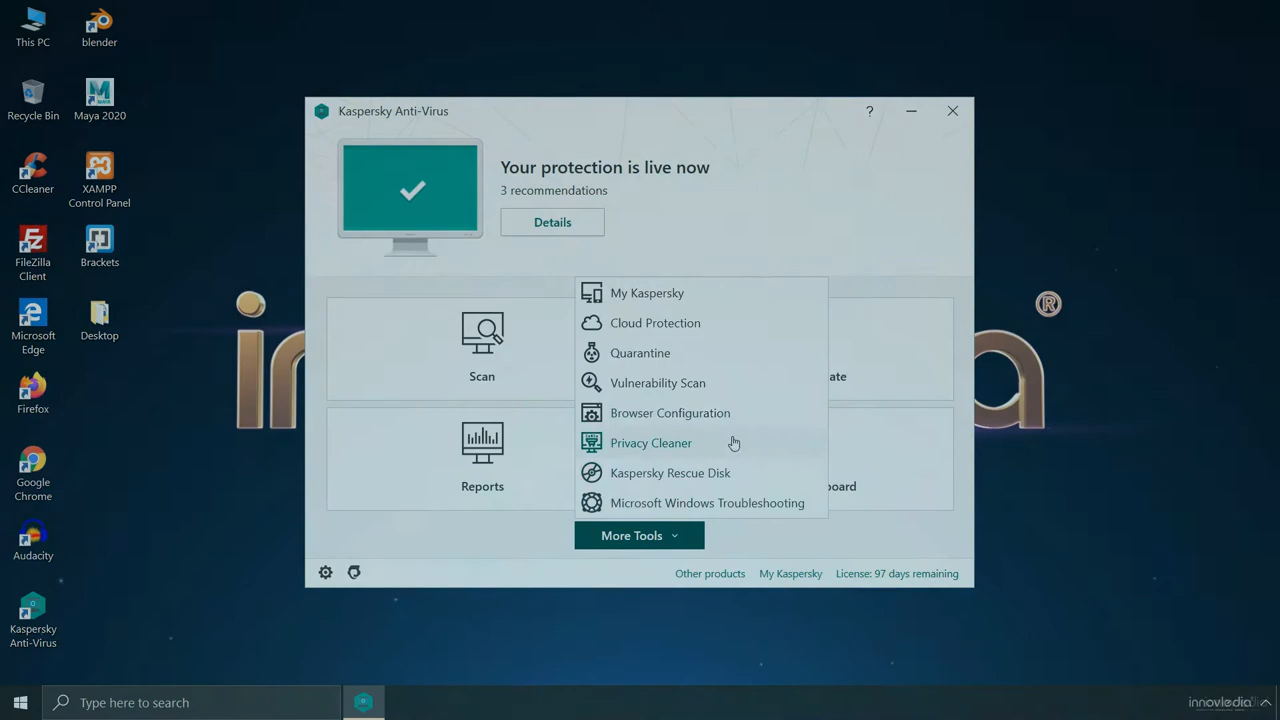 This PC
blender
Recycle Bin
Maya 2020
CCleaner
XAMPP
Control Panel
FileZilla
Client
Brackets
Microsoft
Edge
Desktop
Firefox
Google
Chrome
Audacity
Kaspersky
Anti-Virus
MAYA
Kaspersky Anti-Virus
?
Your protection is live now
3 recommendations
Details
Scan
Reports
My Kaspersky
Cloud Protection
Quarantine
Vulnerability Scan
Browser Configuration
Privacy Cleaner
Kaspersky Rescue Disk
Microsoft Windows Troubleshooting
More Tools
Other products
My Kaspersky
License: 97 days remaining
®
Type here to search